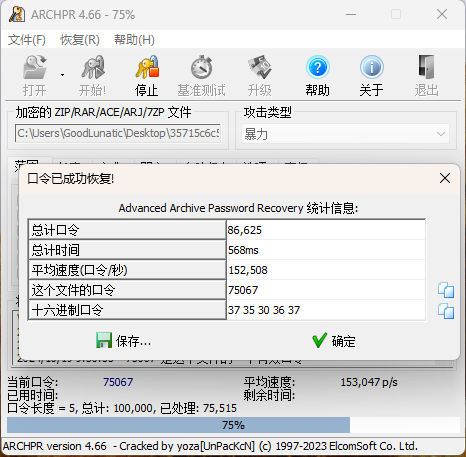 ARCHPR 4.66 - 75%
文件(F) 恢复(R) 帮助(H)
打开 开始! 停止 基准测试 升级 帮助 关于 退出
加密的 ZIP/RAR/ACE/ARJ/7ZP 文件 攻击类型
C:\Users\GoodLunatic\Desktop\35715c6c5 暴力
口令已成功恢复!
Advanced Archive Password Recovery 统计信息:
总计口令 86,625
总计时间 568ms
平均速度(口令/秒) 152,508
这个文件的口令 75067
十六进制口令 37 35 30 36 37
保存... 确定
当前口令: 75067 平均速度: 153,047 p/s
已用时间: 剩余时间:
口令长度 = 5, 总计: 100,000, 已处理: 75,515
75%
ARCHPR version 4.66 - Cracked by yoza[UnPacKcN] (c) 1997-2023 ElcomSoft Co. Ltd.